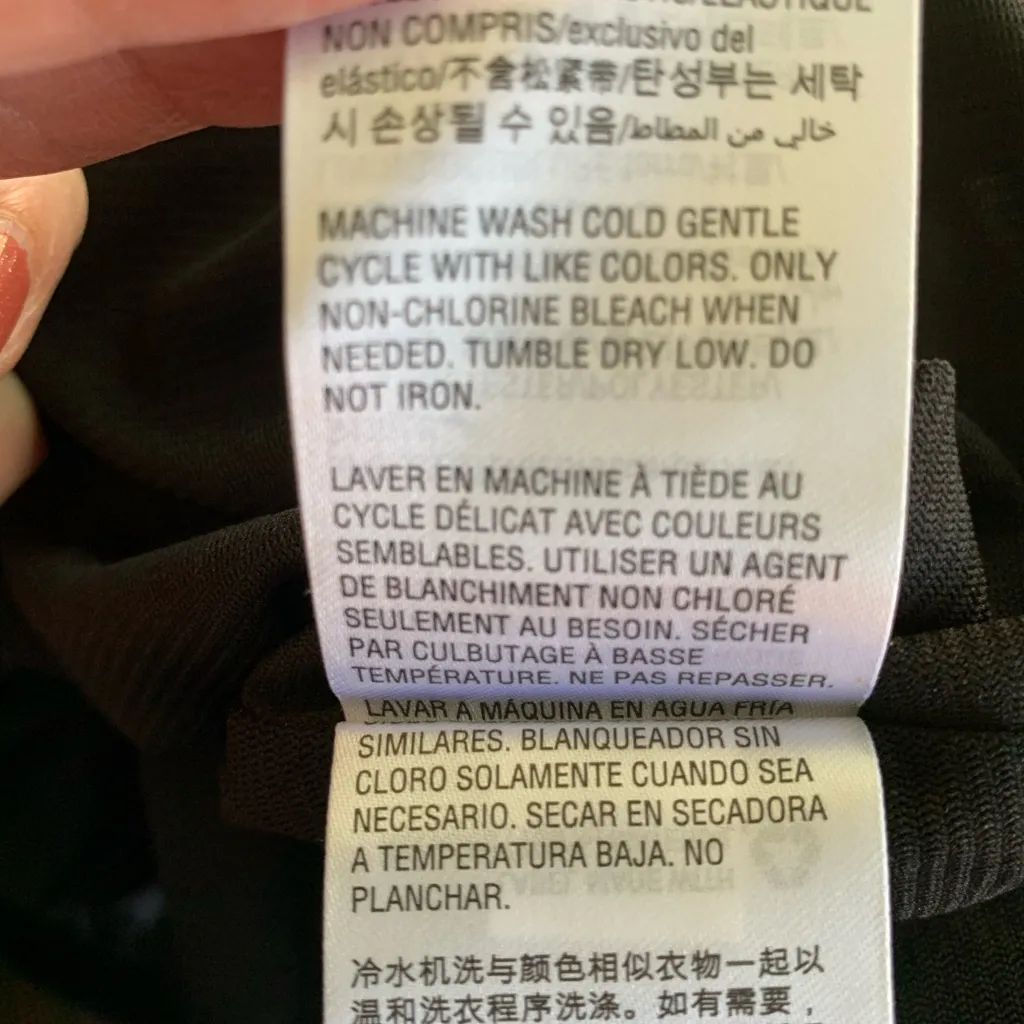 NON COMPRIS/exclusivo del
elástico/不含松紧带/탄성부는 세탁
시 손상될 수 있음/خالي من المطاط
MACHINE WASH COLD GENTLE
CYCLE WITH LIKE COLORS. ONLY
NON-CHLORINE BLEACH WHEN
NEEDED. TUMBLE DRY LOW. DO
NOT IRON.
LAVER EN MACHINE À TIÈDE AU
CYCLE DÉLICAT AVEC COULEURS
SEMBLABLES. UTILISER UN AGENT
DE BLANCHIMENT NON CHLORÉ
SEULEMENT AU BESOIN. SÉCHER
PAR CULBUTAGE À BASSE
TEMPÉRATURE. NE PAS REPASSER.
LAVAR A MÁQUINA EN AGUA FRÍA
SIMILARES. BLANQUEADOR SIN
CLORO SOLAMENTE CUANDO SEA
NECESARIO. SECAR EN SECADORA
A TEMPERATURA BAJA. NO
PLANCHAR.
冷水机洗与颜色相似衣物一起以
温和洗衣程序洗涤。如有需要，